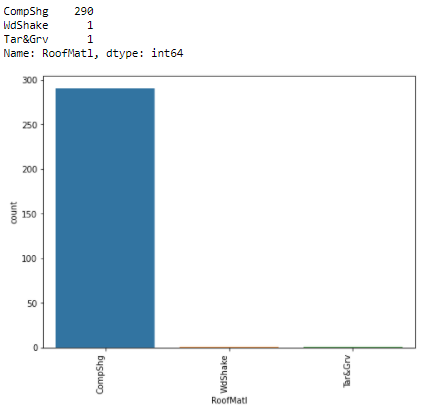 CompShg    290
WdShake      1
Tar&Grv      1
Name: RoofMatl, dtype: int64
300
250
200
150
100
50
0
count
CompShg
WdShake
Tar&Grv
RoofMatl